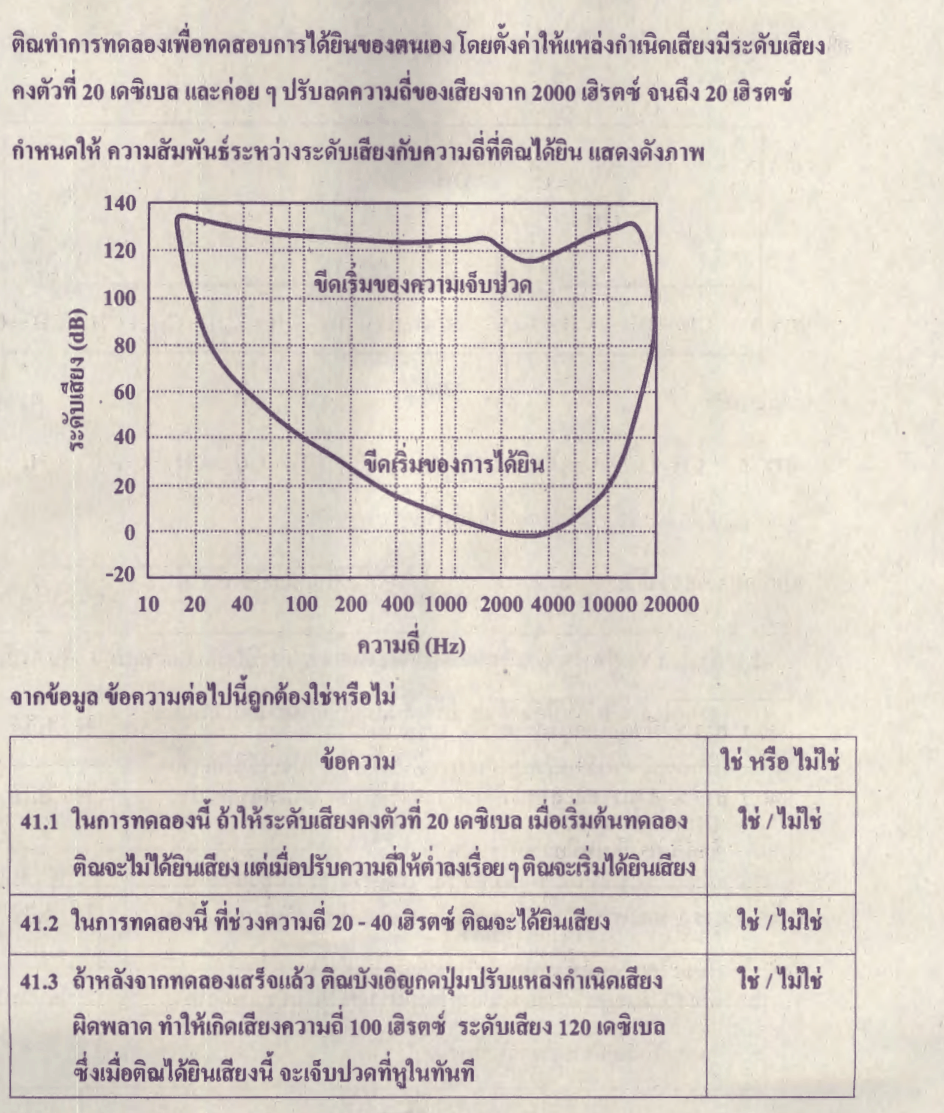 ติณทำการทดลองเพื่อทดสอบการได้ยินของตนเอง โดยตั้งค่าให้แหล่งกำเนิดเสียงมีระดับเสียง
คงตัวที่ 20 เดซิเบล และค่อย ๆ ปรับลดความถี่ของเสียงจาก 2000 เฮิรตซ์ จนถึง 20 เฮิรตซ์
กำหนดให้ ความสัมพันธ์ระหว่างระดับเสียงกับความถี่ที่ติณได้ยิน แสดงดังภาพ
140
120
ขีดเริ่มของความเจ็บปวด
100
80
ระดับเสียง (dB)
60
40
ขีดเริ่มของการได้ยิน
20
0
-20
10 20 40 100 200 400 1000 2000 4000 10000 20000
ความถี่ (Hz)
จากข้อมูล ข้อความต่อไปนี้ถูกต้องใช่หรือไม่
ข้อความ ใช่ หรือ ไม่ใช่
41.1 ในการทดลองนี้ ถ้าให้ระดับเสียงคงตัวที่ 20 เดซิเบล เมื่อเริ่มต้นทดลอง ใช่ / ไม่ใช่
ติณจะไม่ได้ยินเสียง แต่เมื่อปรับความถี่ให้ต่ำลงเรื่อย ๆ ติณจะเริ่มได้ยินเสียง
41.2 ในการทดลองนี้ ที่ช่วงความถี่ 20 - 40 เฮิรตซ์ ติณจะได้ยินเสียง ใช่ / ไม่ใช่
41.3 ถ้าหลังจากทดลองเสร็จแล้ว ติณบังเอิญกดปุ่มปรับแหล่งกำเนิดเสียง ใช่ / ไม่ใช่
ผิดพลาด ทำให้เกิดเสียงความถี่ 100 เฮิรตซ์ ระดับเสียง 120 เดซิเบล
ซึ่งเมื่อติณได้ยินเสียงนี้ จะเจ็บปวดที่หูในทันที